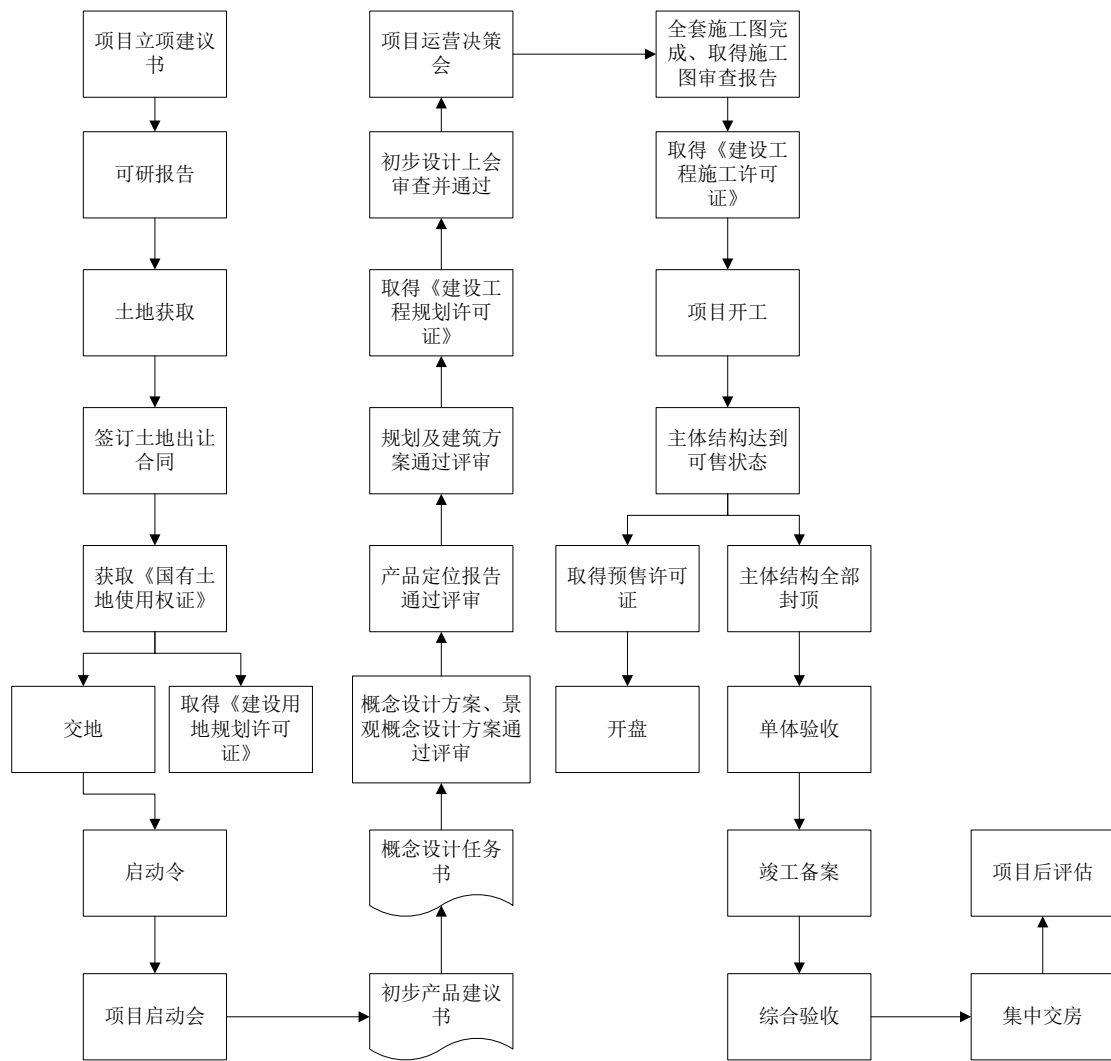 项目立项建议
书
可研报告
土地获取
签订土地出让
合同
获取《国有土
地使用权证》
交地
取得《建设用
地规划许可
证》
启动令
项目启动会
初步产品建议
书
概念设计任务
书
概念设计方案、景
观概念设计方案通
过评审
产品定位报告
通过评审
规划及建筑方
案通过评审
取得《建设工
程规划许可
证》
初步设计上会
审查并通过
项目运营决策
会
全套施工图完
成、取得施工
图审查报告
取得《建设工
程施工许可
证》
项目开工
主体结构达到
可售状态
取得预售许可
证
开盘
主体结构全部
封顶
单体验收
竣工备案
综合验收
集中交房
项目后评估